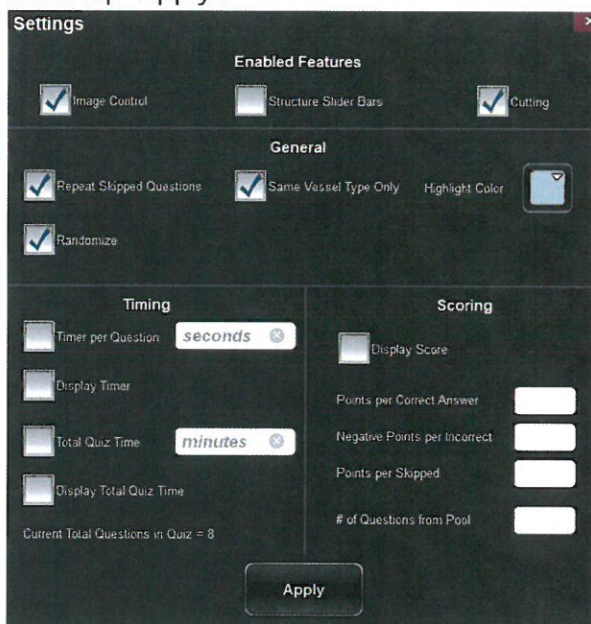 Settings
Enabled Features
Image Control Structure Slider Bars Cutting
General
Repeat Skipped Questions Same Vessel Type Only Highlight Color
Randomize
Timing
Timer per Question seconds
Display Timer
Total Quiz Time minutes
Display Total Quiz Time
Current Total Questions in Quiz = 8
Scoring
Display Score
Points per Correct Answer
Negative Points per Incorrect
Points per Skipped
# of Questions from Pool
Apply